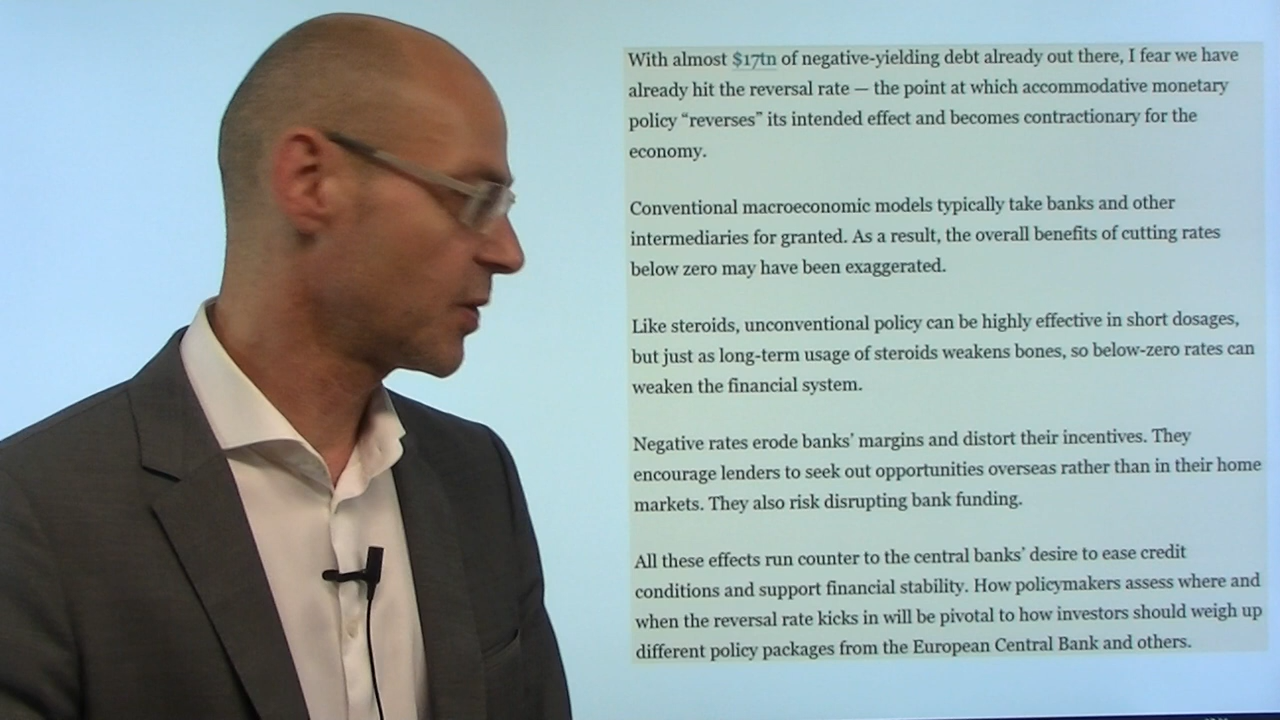 With almost $17tn of negative-yielding debt already out there, I fear we have
already hit the reversal rate — the point at which accommodative monetary
policy “reverses” its intended effect and becomes contractionary for the
economy.
Conventional macroeconomic models typically take banks and other
intermediaries for granted. As a result, the overall benefits of cutting rates
below zero may have been exaggerated.
Like steroids, unconventional policy can be highly effective in short dosages,
but just as long-term usage of steroids weakens bones, so below-zero rates can
weaken the financial system.
Negative rates erode banks’ margins and distort their incentives. They
encourage lenders to seek out opportunities overseas rather than in their home
markets. They also risk disrupting bank funding.
All these effects run counter to the central banks’ desire to ease credit
conditions and support financial stability. How policymakers assess where and
when the reversal rate kicks in will be pivotal to how investors should weigh up
different policy packages from the European Central Bank and others.